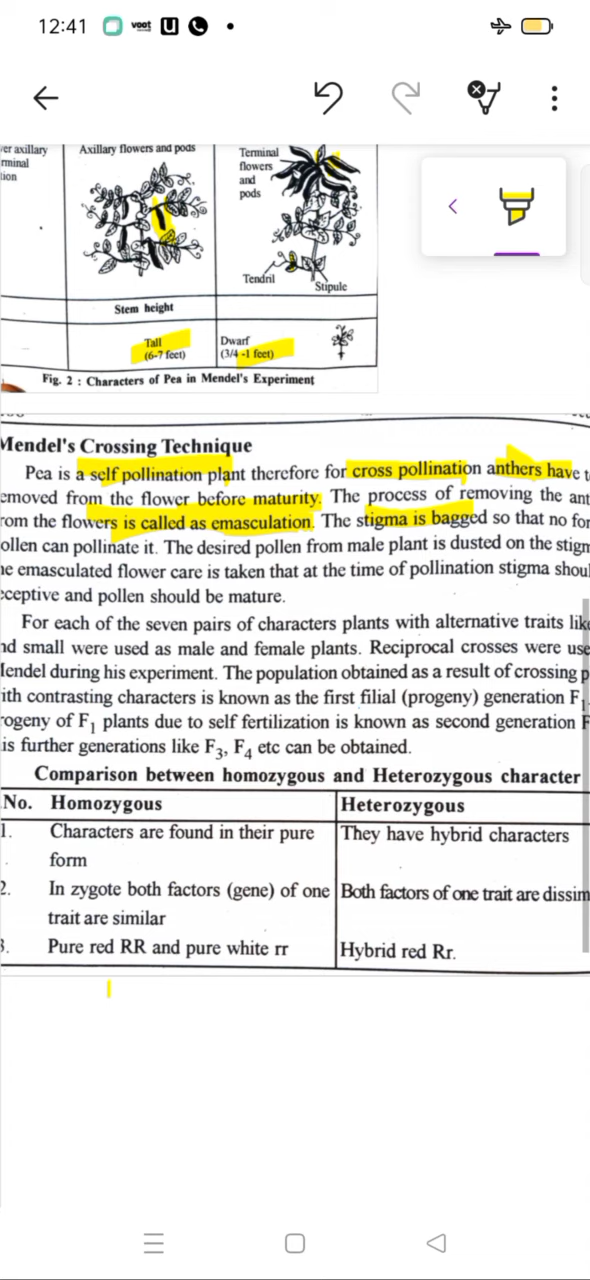 12:41 voot U
er axillary
rminal
tion
Axillary flowers and pods
Terminal
flowers
and
pods
Tendril
Stipule
Stem height
Tall
(6-7 feet)
Dwarf
(3/4 -1 feet)
Fig. 2 : Characters of Pea in Mendel's Experiment
Mendel's Crossing Technique
Pea is a self pollination plant therefore for cross pollination anthers have t
emoved from the flower before maturity. The process of removing the ant
rom the flowers is called as emasculation. The stigma is bagged so that no for
ollen can pollinate it. The desired pollen from male plant is dusted on the stigm
he emasculated flower care is taken that at the time of pollination stigma shoul
eceptive and pollen should be mature.
For each of the seven pairs of characters plants with alternative traits like
nd small were used as male and female plants. Reciprocal crosses were use
Mendel during his experiment. The population obtained as a result of crossing p
ith contrasting characters is known as the first filial (progeny) generation F1.
rogeny of F1 plants due to self fertilization is known as second generation F
is further generations like F3, F4 etc can be obtained.
Comparison between homozygous and Heterozygous character
No. Homozygous Heterozygous
1. Characters are found in their pure They have hybrid characters
form
2. In zygote both factors (gene) of one Both factors of one trait are dissim
trait are similar
3. Pure red RR and pure white rr Hybrid red Rr.